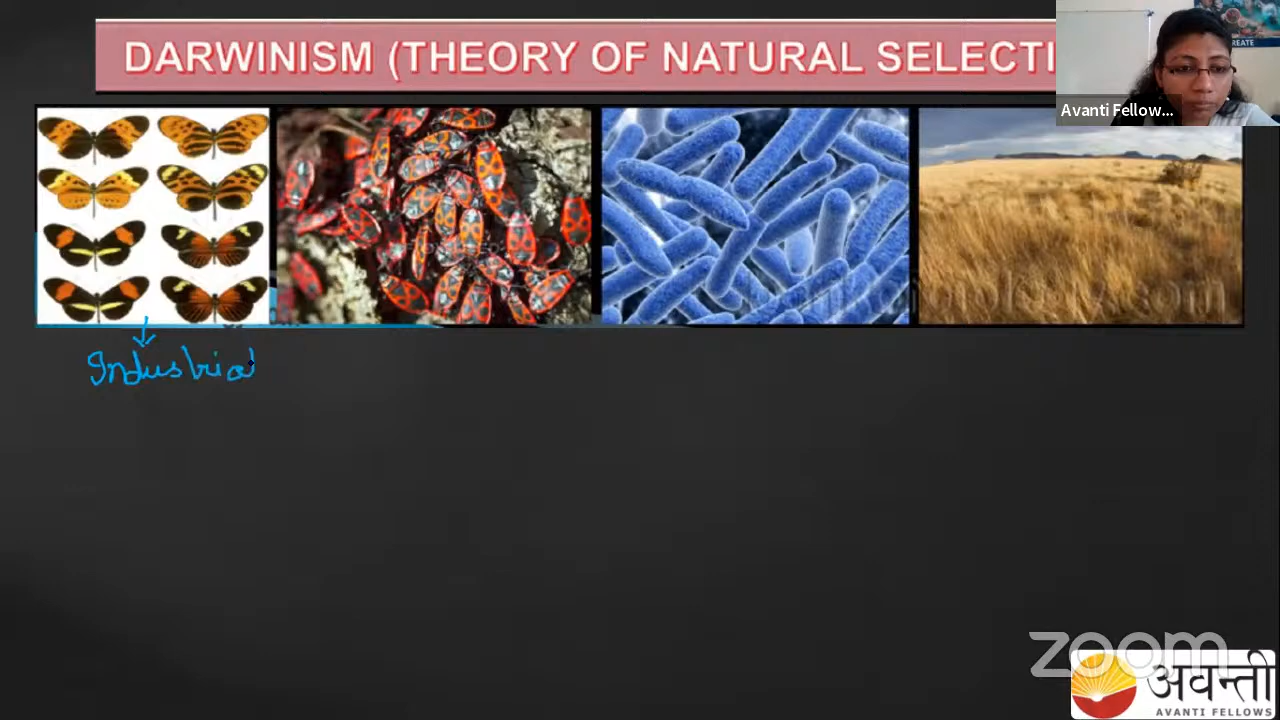 DARWINISM (THEORY OF NATURAL SELECTI
Avanti Fellow...
Industrial
zoom
अवन्ती
AVANTI FELLOWS